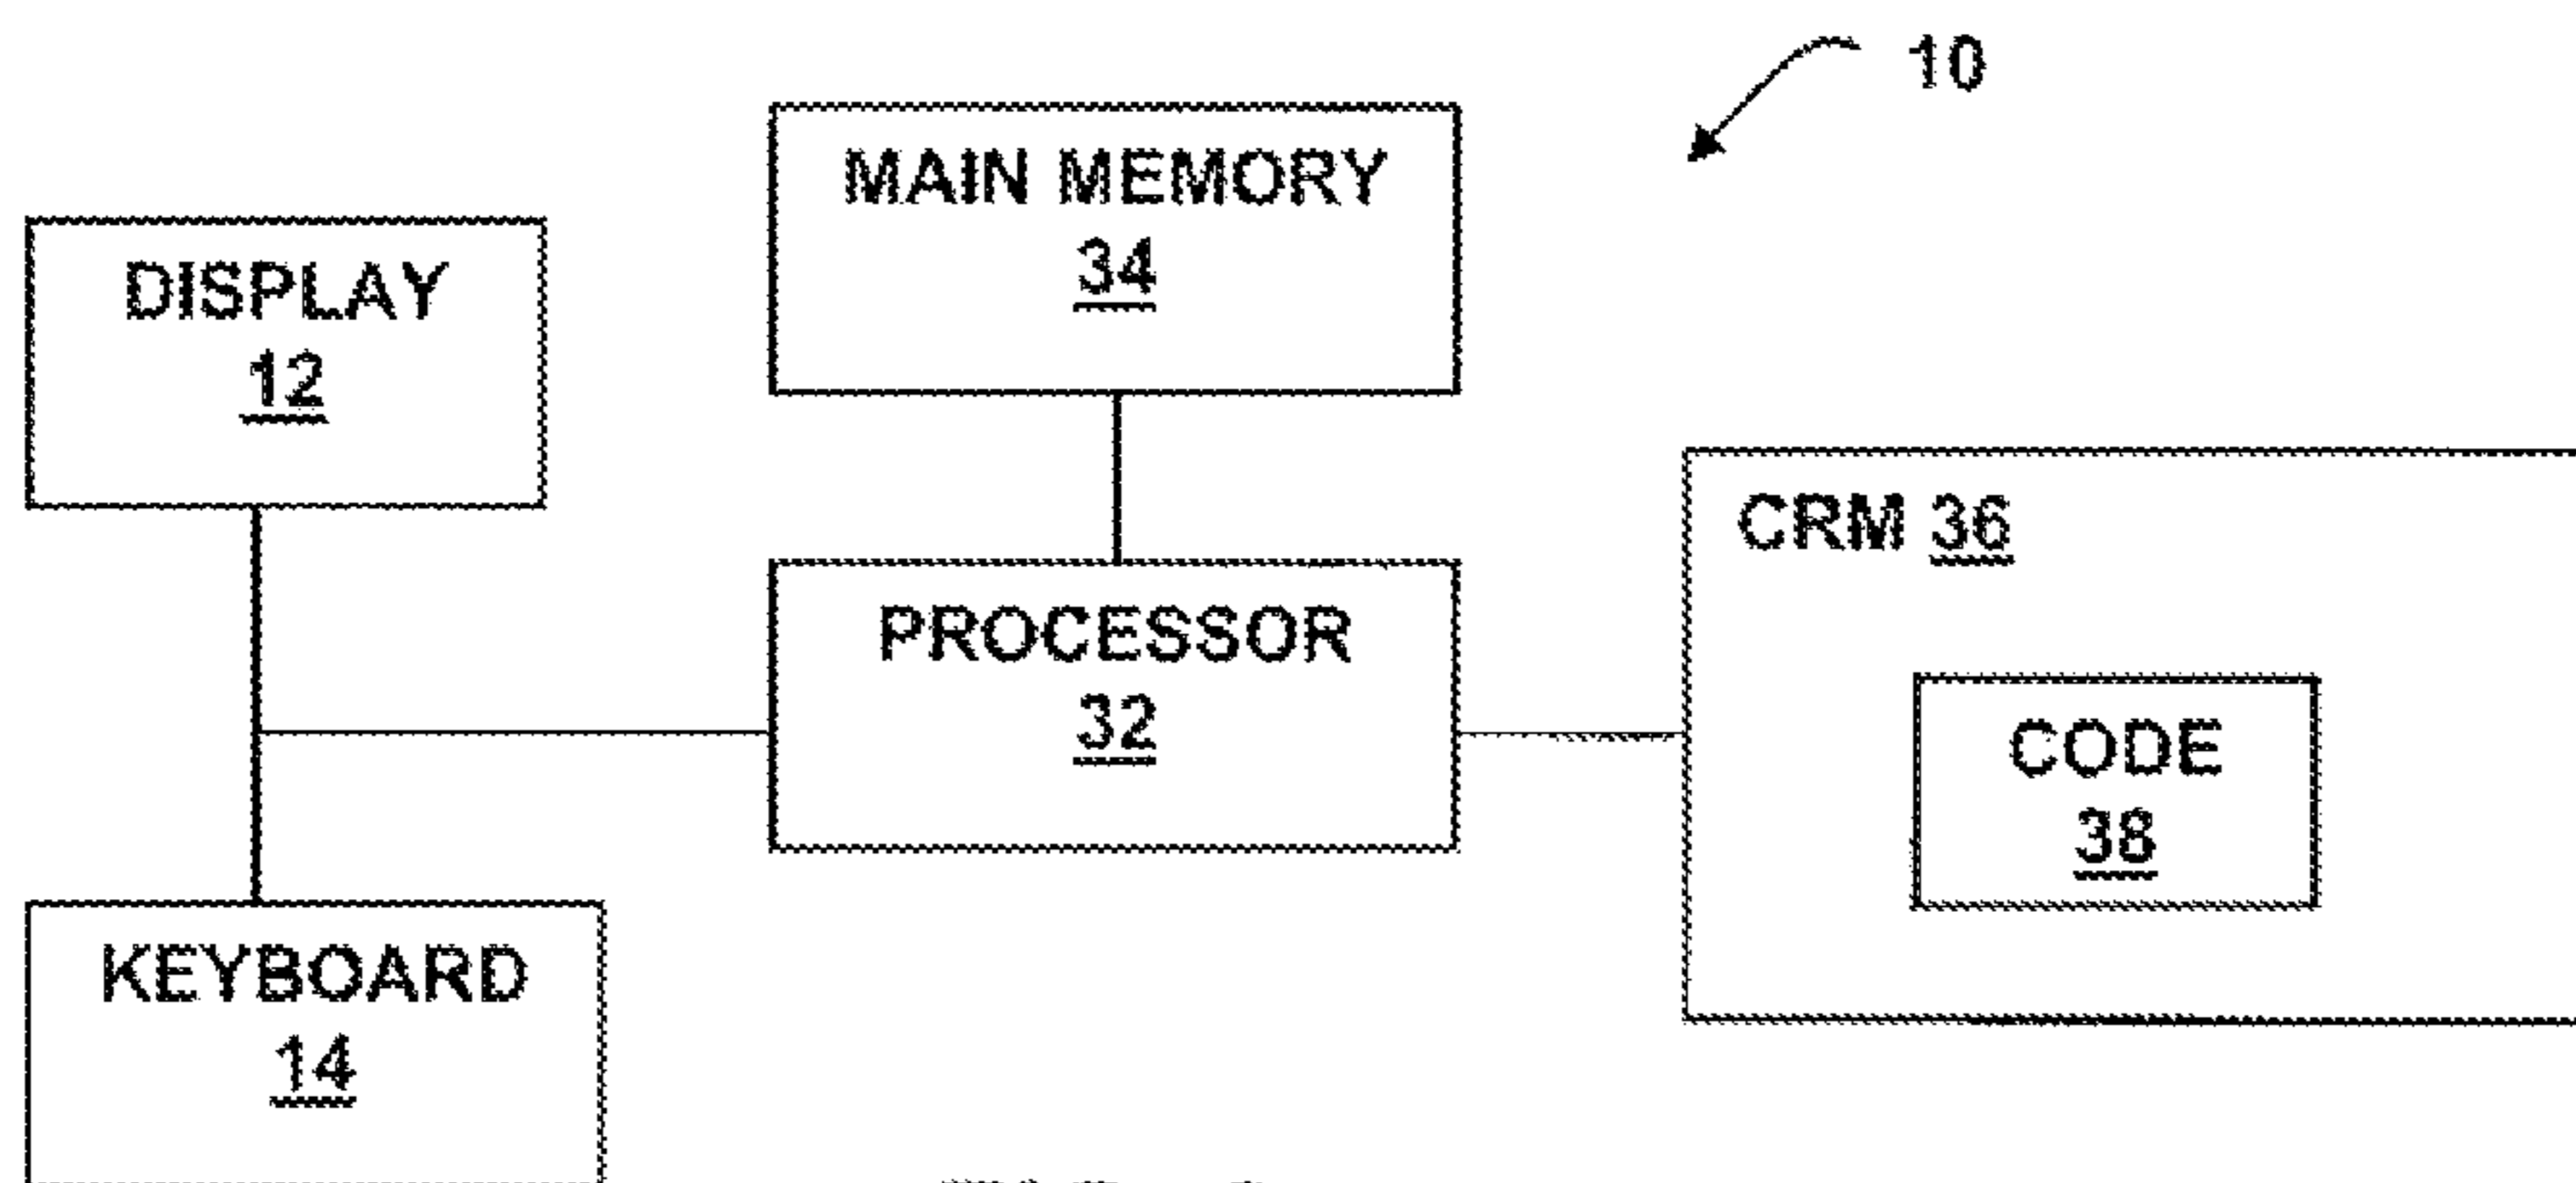 10
MAIN MEMORY
34
DISPLAY
12
CRM 36
PROCESSOR
32
CODE
38
KEYBOARD
14